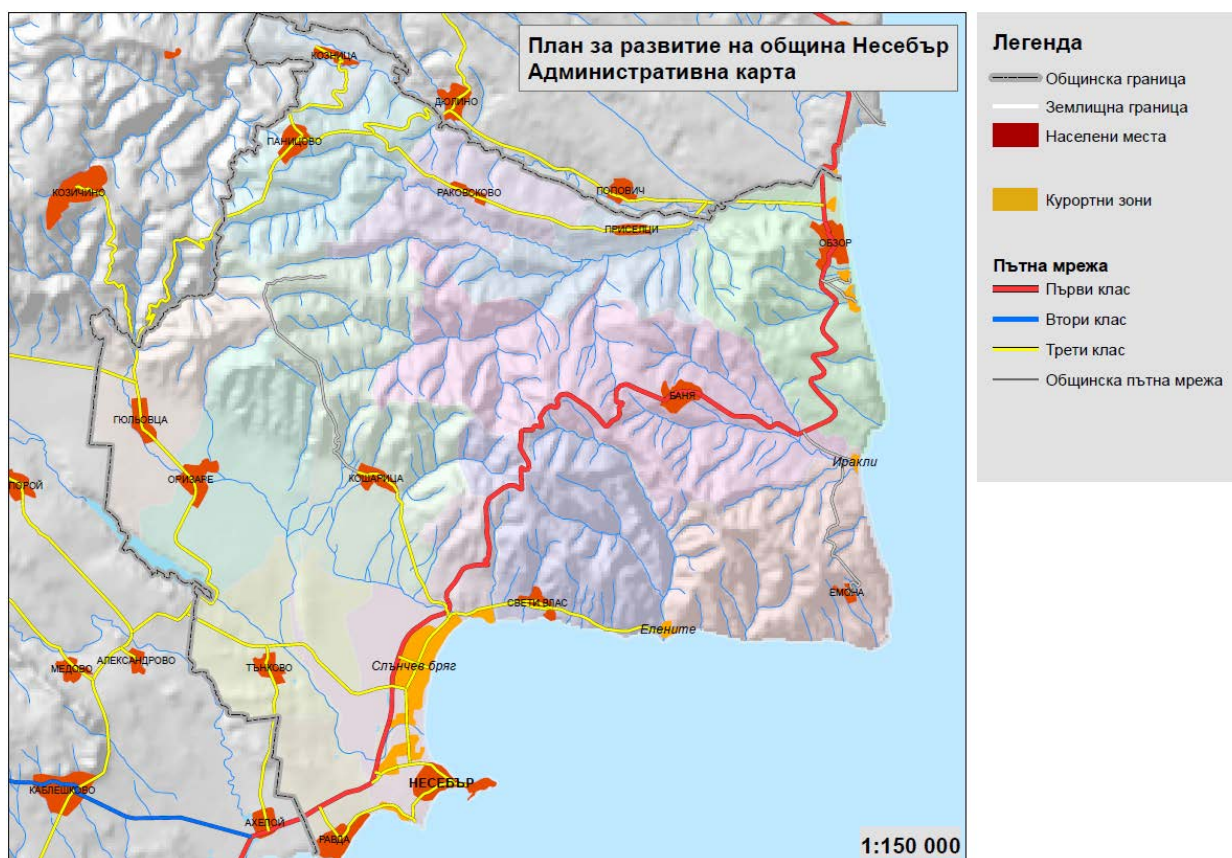 План за развитие на община Несебър
Административна карта
КОЗНИЦА
ДЮЛИНО
ПАНИЦОВО
КОЗИЧИНО
РАКОВСКОВО
ПОПОВИЧ
ПРИСЕЛЦИ
ОБЗОР
БАНЯ
ГЮЛЬОВЦА
Иракли
ПОРОЙ
ОРИЗАРЕ
КОШАРИЦА
ЕМОНА
СВЕТИ ВЛАС
Елените
АЛЕКСАНДРОВО
МЕДОВО
ТЪНКОВО
Слънчев бряг
КАБЛЕШКОВО
НЕСЕБЪР
АХЕЛОЙ
РАВДА
1:150 000
Легенда
Общинска граница
Землищна граница
Населени места
Курортни зони
Пътна мрежа
Първи клас
Втори клас
Трети клас
Общинска пътна мрежа